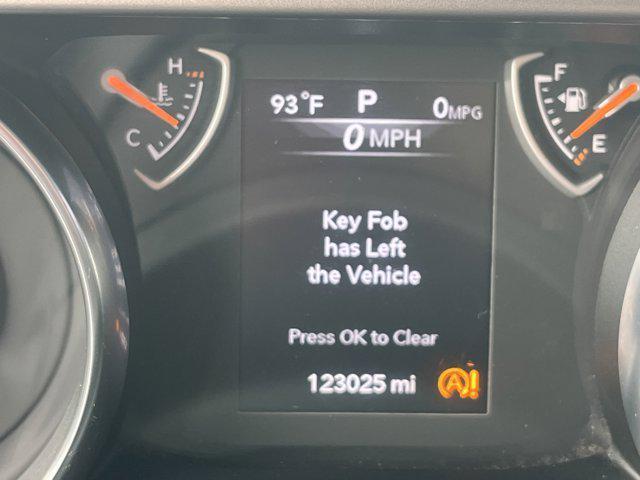 H
C
F
E
93°F P 0MPG
0 MPH
Key Fob
has Left
the Vehicle
Press OK to Clear
123025 mi
A!